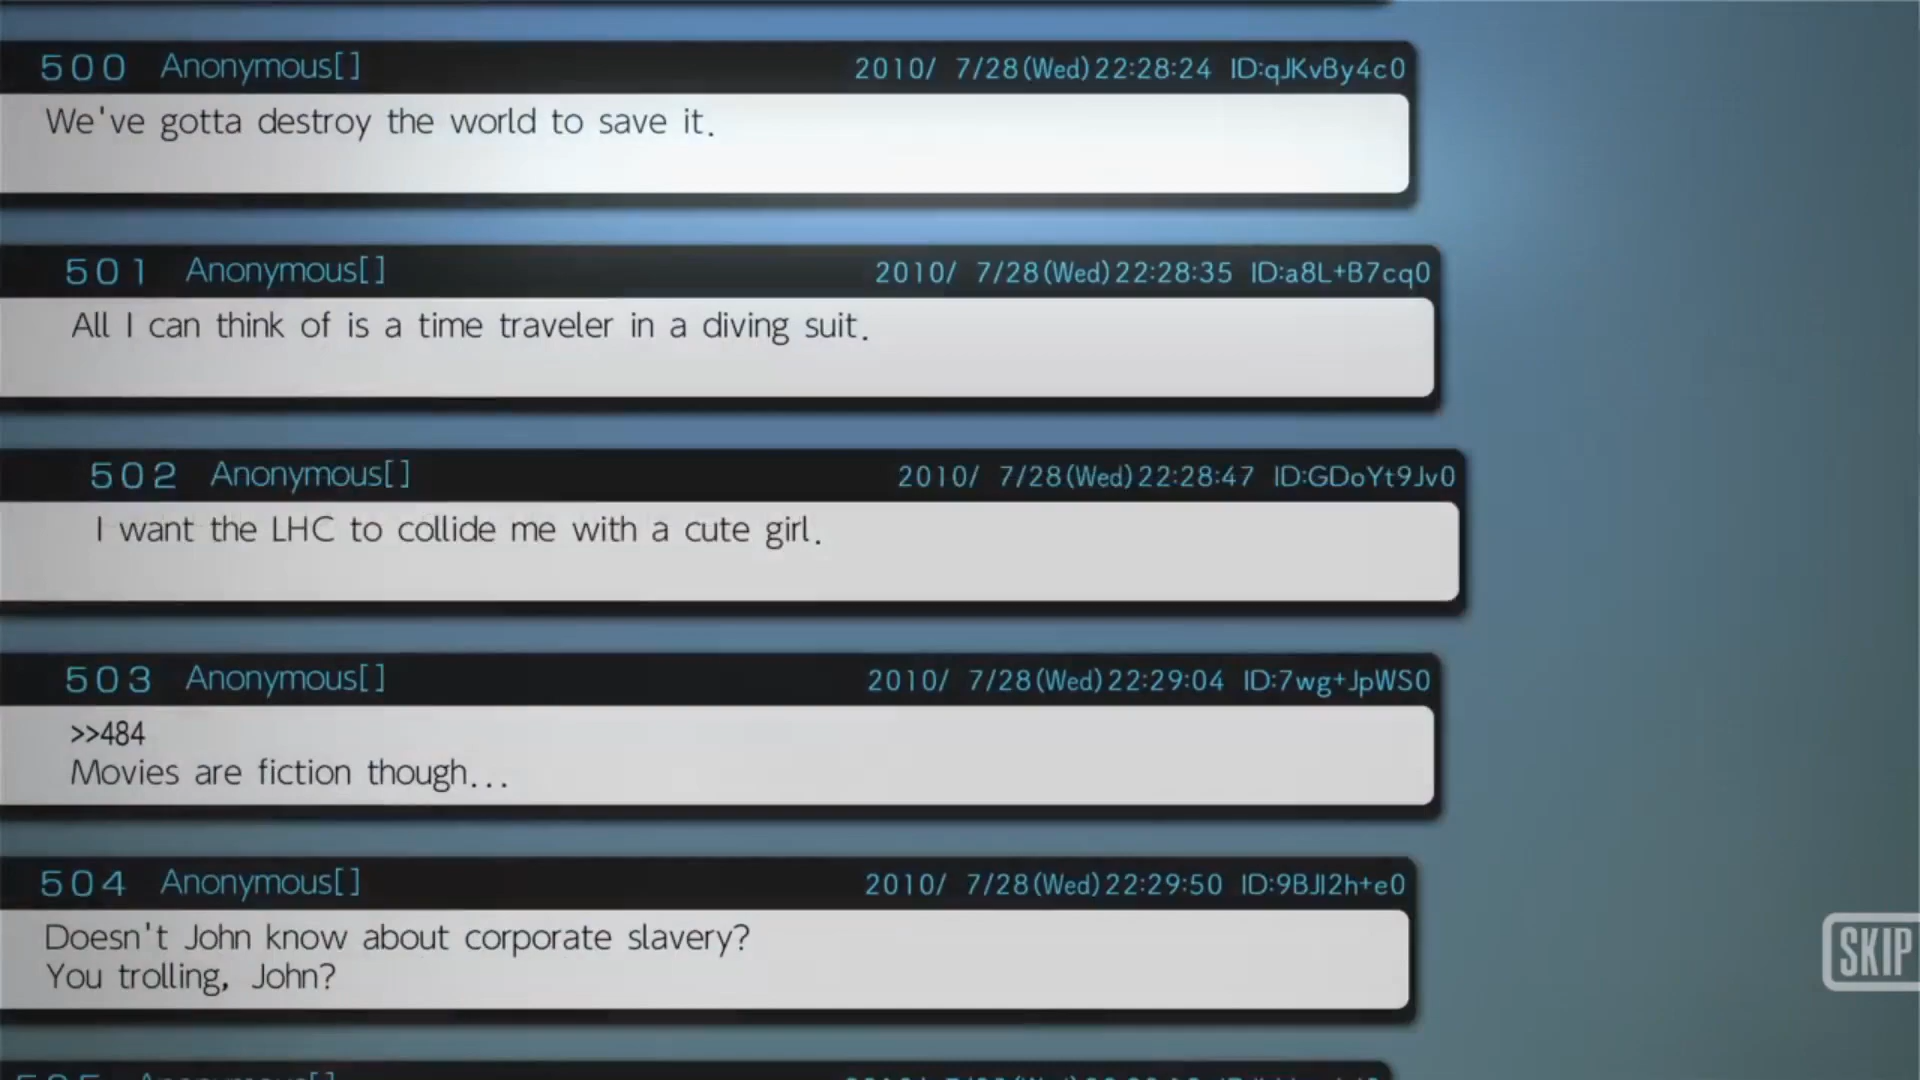 500 Anonymous[] 2010/ 7/28(Wed)22:28:24 ID:qJKvBy4c0
We've gotta destroy the world to save it.
501 Anonymous[] 2010/ 7/28(Wed)22:28:35 ID:a8L+B7cq0
All I can think of is a time traveler in a diving suit.
502 Anonymous[] 2010/ 7/28(Wed)22:28:47 ID:GDoYt9Jv0
I want the LHC to collide me with a cute girl.
503 Anonymous[] 2010/ 7/28(Wed)22:29:04 ID:7wg+JpWS0
>>484
Movies are fiction though...
504 Anonymous[] 2010/ 7/28(Wed)22:29:50 ID:9BJI2h+e0
Doesn't John know about corporate slavery?
You trolling, John?
SKIP